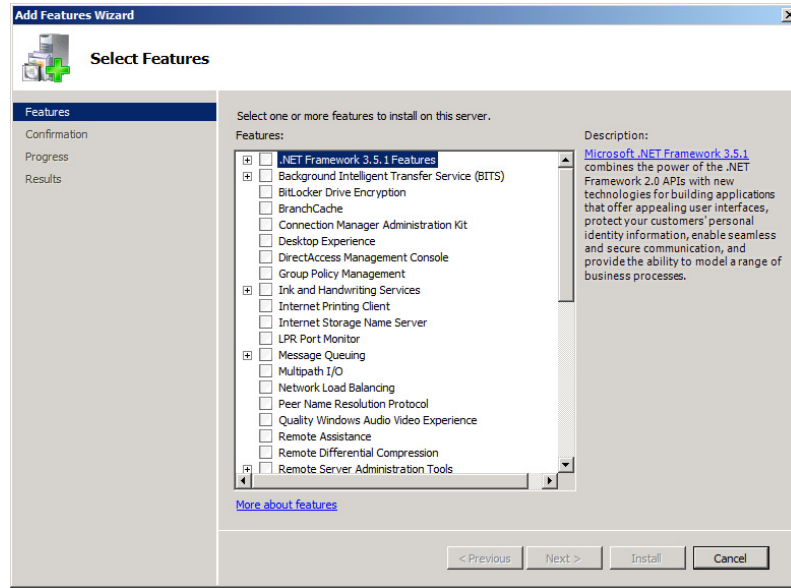 Add Features Wizard
Select Features
Features
Confirmation
Progress
Results
Select one or more features to install on this server.
Features:
.NET Framework 3.5.1 Features
Background Intelligent Transfer Service (BITS)
BitLocker Drive Encryption
BranchCache
Connection Manager Administration Kit
Desktop Experience
DirectAccess Management Console
Group Policy Management
Ink and Handwriting Services
Internet Printing Client
Internet Storage Name Server
LPR Port Monitor
Message Queuing
Multipath I/O
Network Load Balancing
Peer Name Resolution Protocol
Quality Windows Audio Video Experience
Remote Assistance
Remote Differential Compression
Remote Server Administration Tools
More about features
Description:
Microsoft .NET Framework 3.5.1
combines the power of the .NET
Framework 2.0 APIs with new
technologies for building applications
that offer appealing user interfaces,
protect your customers' personal
identity information, enable seamless
and secure communication, and
provide the ability to model a range of
business processes.
< Previous
Next >
Install
Cancel